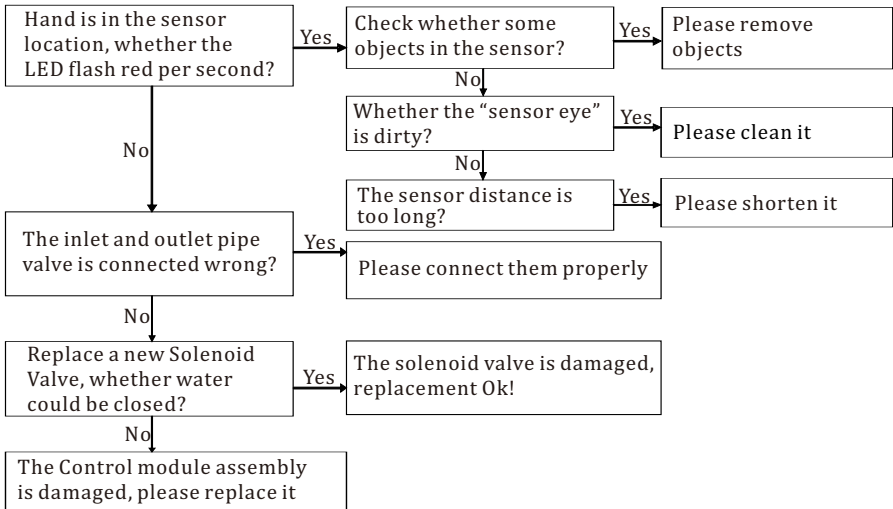 Hand is in the sensor
location, whether the
LED flash red per second?
Yes
Check whether some
objects in the sensor?
Yes
Please remove
objects
No
Whether the “sensor eye”
is dirty?
Yes
Please clean it
No
No
The sensor distance is
too long?
Yes
Please shorten it
The inlet and outlet pipe
valve is connected wrong?
Yes
Please connect them properly
No
Replace a new Solenoid
Valve, whether water
could be closed?
Yes
The solenoid valve is damaged,
replacement Ok!
No
The Control module assembly
is damaged, please replace it